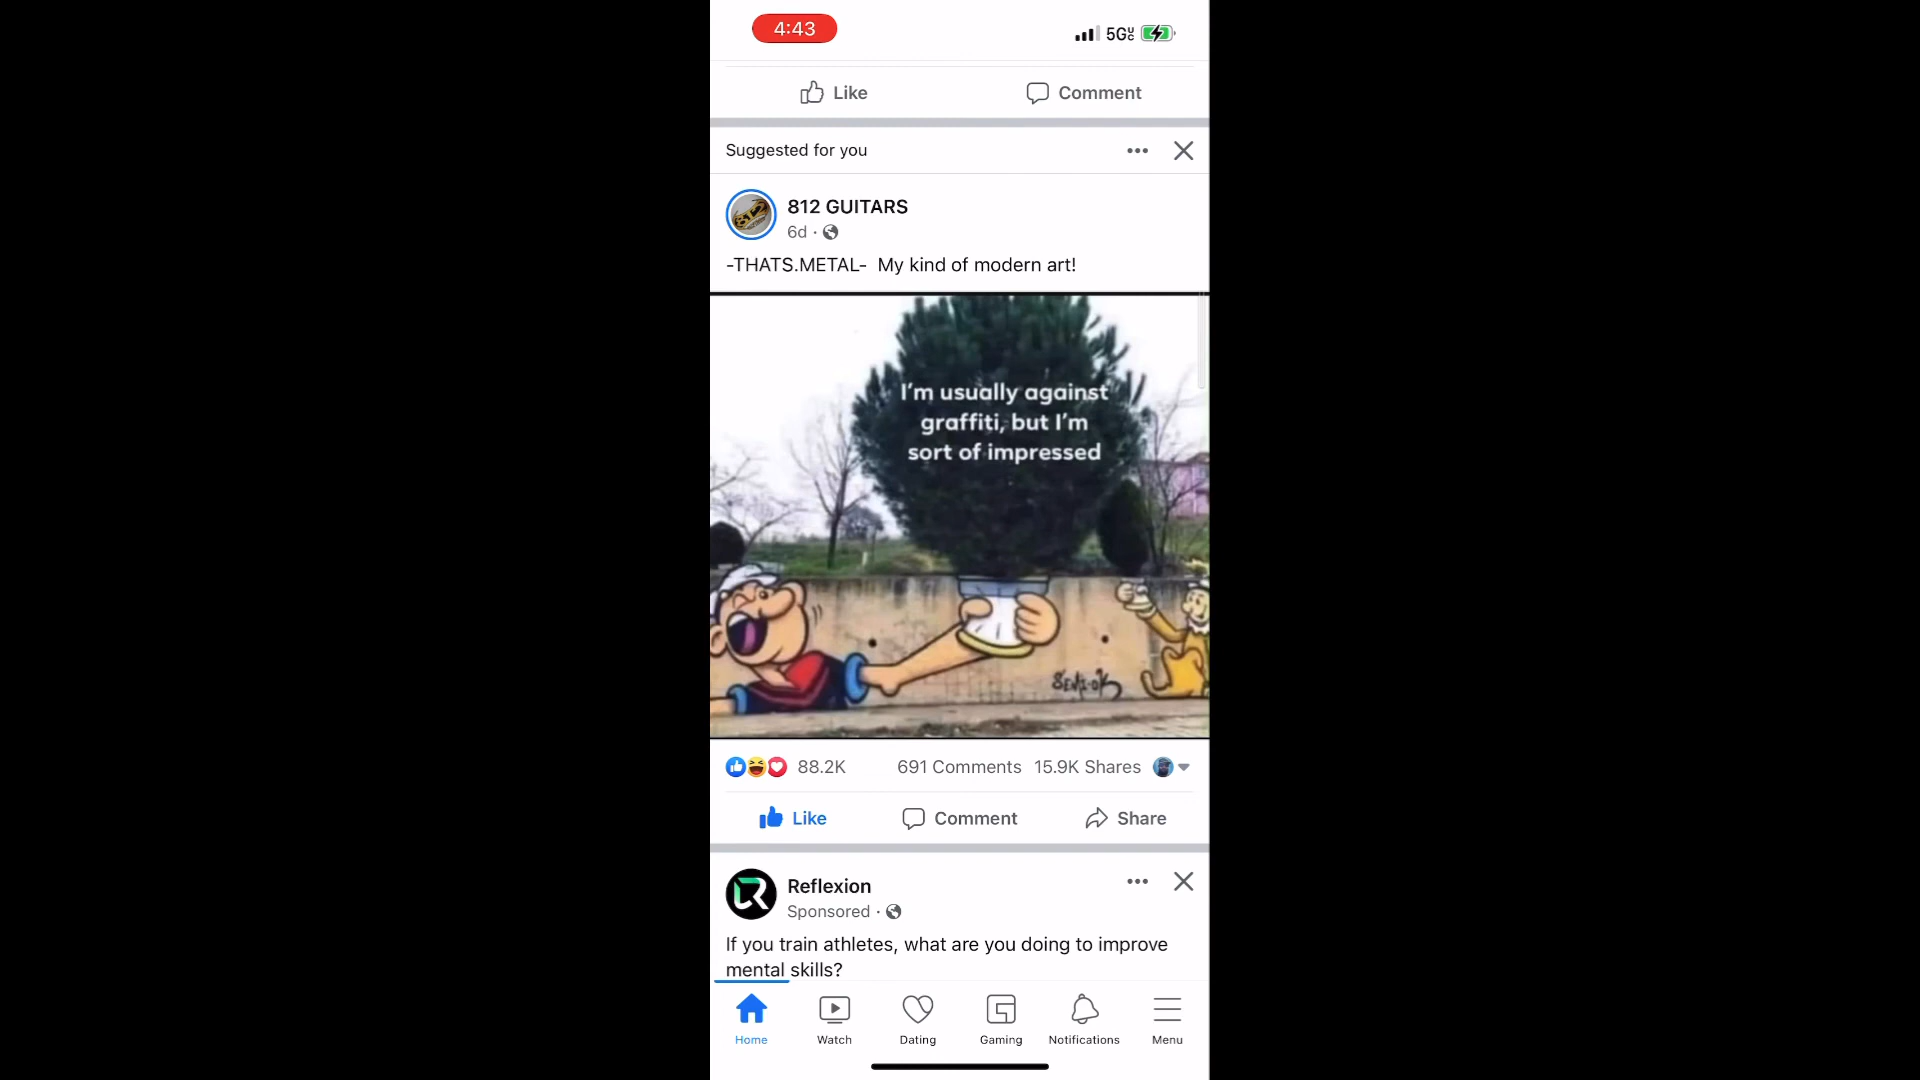 4:43
5G
Like
Comment
Suggested for you
812 GUITARS
6d ·
-THATS.METAL- My kind of modern art!
I'm usually against
graffiti, but I'm
sort of impressed
SEMI-OK
88.2K
691 Comments
15.9K Shares
Like
Comment
Share
Reflexion
Sponsored ·
If you train athletes, what are you doing to improve
mental skills?
Home
Watch
Dating
Gaming
Notifications
Menu